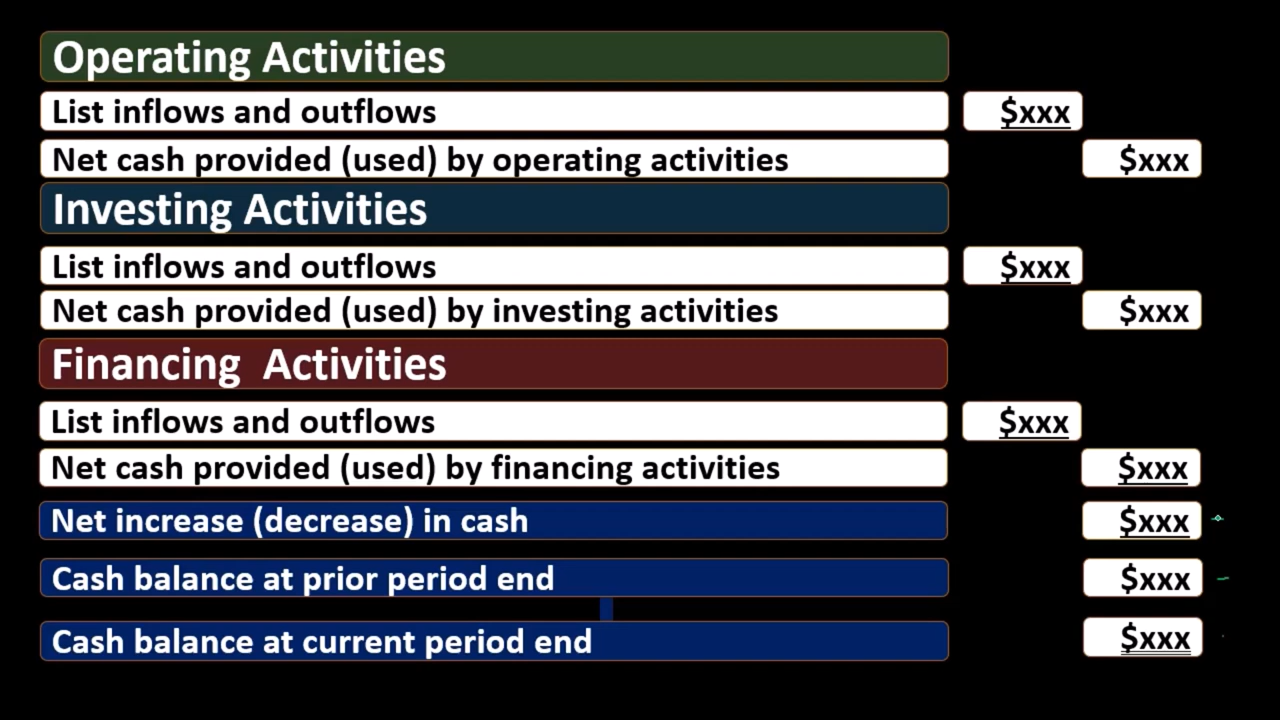 Operating Activities
List inflows and outflows $xxx
Net cash provided (used) by operating activities $xxx
Investing Activities
List inflows and outflows $xxx
Net cash provided (used) by investing activities $xxx
Financing Activities
List inflows and outflows $xxx
Net cash provided (used) by financing activities $xxx
Net increase (decrease) in cash $xxx
Cash balance at prior period end $xxx
Cash balance at current period end $xxx